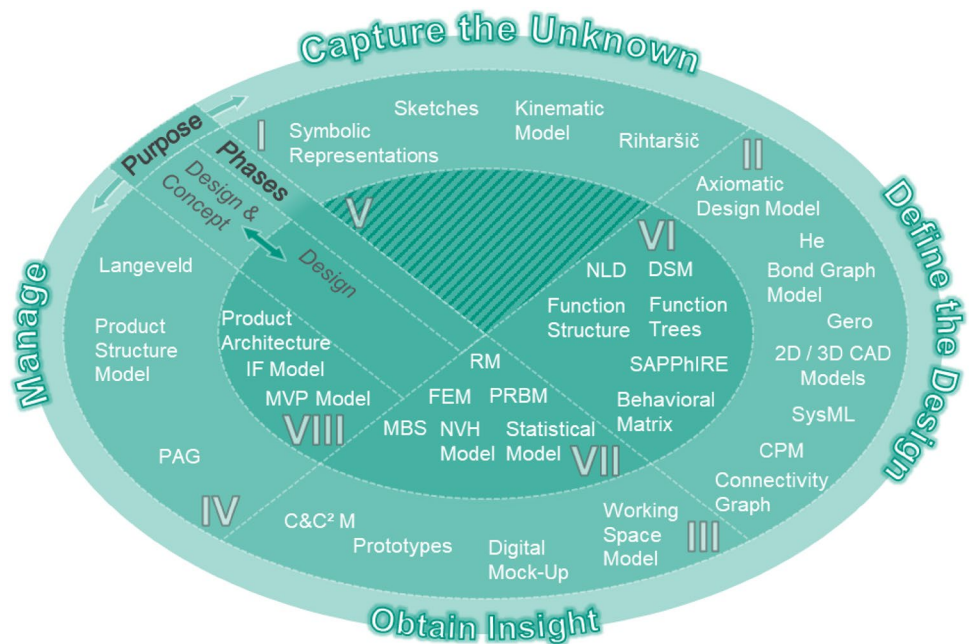 Capture the Unknown
Purpose
Phases
Design &
Concept
Design
I
Symbolic
Representations
Sketches
Kinematic
Model
Rihtaršič
II
Axiomatic
Design Model
He
Bond Graph
Model
Gero
2D / 3D CAD
Models
SysML
CPM
Connectivity
Graph
Define the Design
III
Working
Space
Model
Digital
Mock-Up
Prototypes
C&C² M
Obtain Insight
IV
PAG
Product
Structure
Model
Langeveld
Manage
V
VI
NLD
DSM
Function
Structure
Function
Trees
SAPPhIRE
Behavioral
Matrix
VII
RM
FEM
PRBM
MBS
NVH
Model
Statistical
Model
VIII
Product
Architecture
IF Model
MVP Model